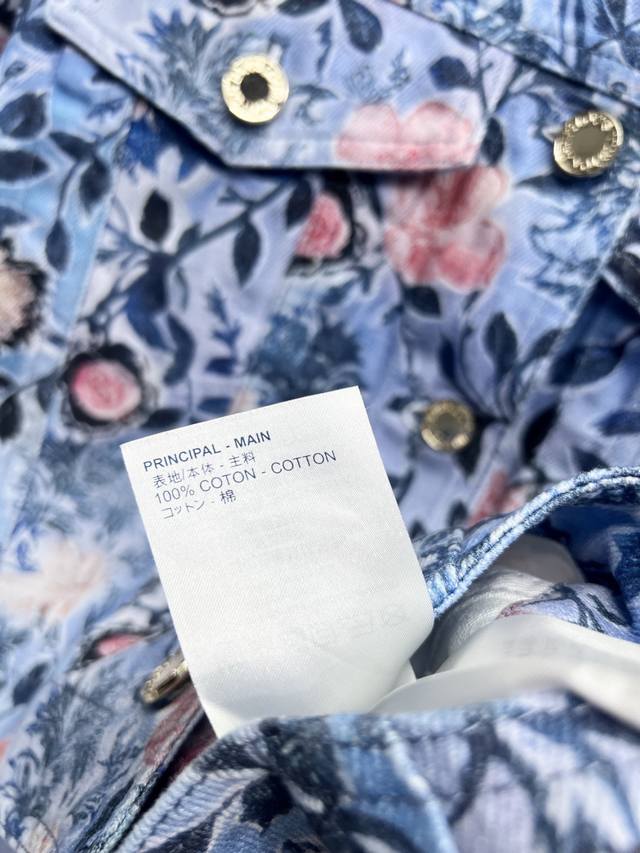 PRINCIPAL - MAIN
表地/本体 - 主料
100% COTON - COTTON
コットン - 棉